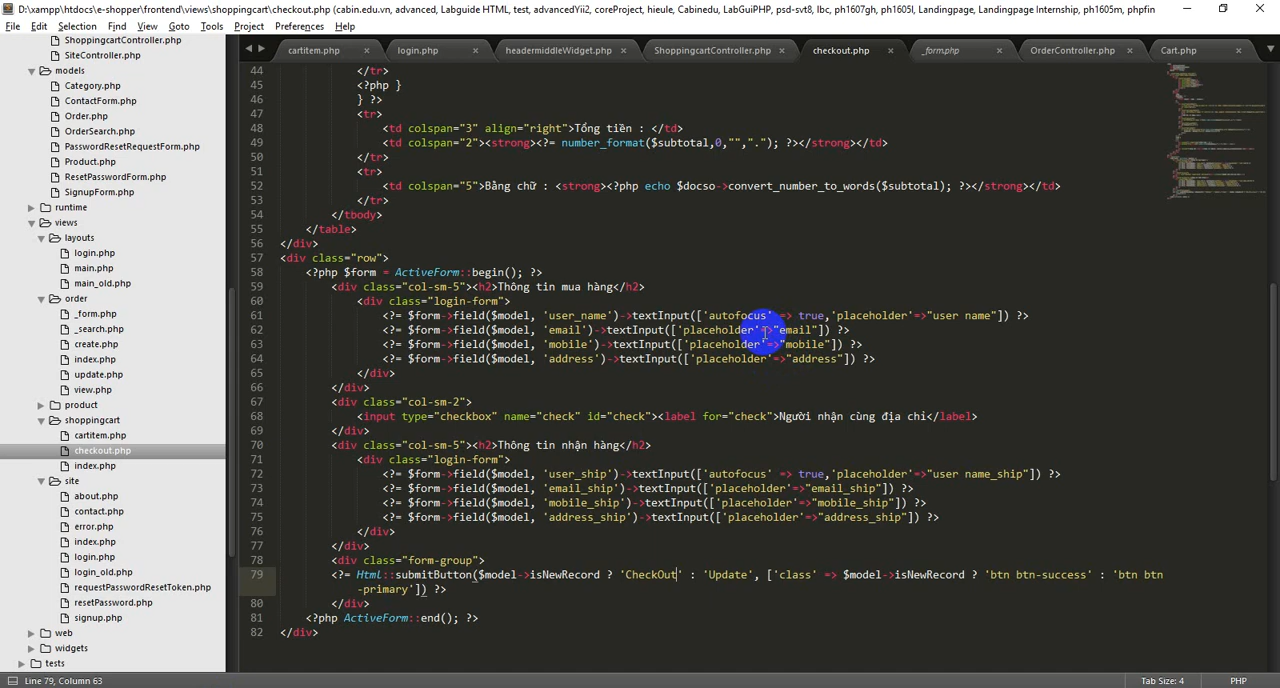 D:\xampp\htdocs\e-shopper\frontend\views\shoppingcart\checkout.php (cabin.edu.vn, advanced, Labguide HTML, test, advancedYii2, coreProject, hieule, Cabinedu, LabGuiPHP, psd-svt8, lbc, ph1607gh, ph1605l, Landingpage, Landingpage Internship, ph1605m, phpfin
File Edit Selection Find View Goto Tools Project Preferences Help
cartitem.php × login.php × headermiddleWidget.php × ShoppingcartController.php × checkout.php × _form.php × OrderController.php × Cart.php ×
ShoppingcartController.php
SiteController.php
models
Category.php
ContactForm.php
Order.php
OrderSearch.php
PasswordResetRequestForm.php
Product.php
ResetPasswordForm.php
SignupForm.php
runtime
views
layouts
login.php
main.php
main_old.php
order
_form.php
_search.php
create.php
index.php
update.php
view.php
product
shoppingcart
cartitem.php
checkout.php
index.php
site
about.php
contact.php
error.php
index.php
login.php
login_old.php
requestPasswordResetToken.php
resetPassword.php
signup.php
web
widgets
tests
44 </tr>
45 <?php }
46 } ?>
47 <tr>
48 <td colspan="3" align="right">Tổng tiền : </td>
49 <td colspan="2"><strong><?= number_format($subtotal,0,"","."); ?></strong></td>
50 </tr>
51 <tr>
52 <td colspan="5">Bằng chữ : <strong><?php echo $docso->convert_number_to_words($subtotal); ?></strong></td>
53 </tr>
54 </tbody>
55 </table>
56 </div>
57 <div class="row">
58 <?php $form = ActiveForm::begin(); ?>
59 <div class="col-sm-5"><h2>Thông tin mua hàng</h2>
60 <div class="login-form">
61 <?= $form->field($model, 'user_name')->textInput(['autofocus' => true,'placeholder'=>"user name"]) ?>
62 <?= $form->field($model, 'email')->textInput(['placeholder'=>"email"]) ?>
63 <?= $form->field($model, 'mobile')->textInput(['placeholder'=>"mobile"]) ?>
64 <?= $form->field($model, 'address')->textInput(['placeholder'=>"address"]) ?>
65 </div>
66 </div>
67 <div class="col-sm-2">
68 <input type="checkbox" name="check" id="check"><label for="check">Người nhận cùng địa chỉ</label>
69 </div>
70 <div class="col-sm-5"><h2>Thông tin nhận hàng</h2>
71 <div class="login-form">
72 <?= $form->field($model, 'user_ship')->textInput(['autofocus' => true,'placeholder'=>"user name_ship"]) ?>
73 <?= $form->field($model, 'email_ship')->textInput(['placeholder'=>"email_ship"]) ?>
74 <?= $form->field($model, 'mobile_ship')->textInput(['placeholder'=>"mobile_ship"]) ?>
75 <?= $form->field($model, 'address_ship')->textInput(['placeholder'=>"address_ship"]) ?>
76 </div>
77 </div>
78 <div class="form-group">
79 <?= Html::submitButton($model->isNewRecord ? 'CheckOut' : 'Update', ['class' => $model->isNewRecord ? 'btn btn-success' : 'btn btn
-primary']) ?>
80 </div>
81 <?php ActiveForm::end(); ?>
82 </div>
Line 79, Column 63 Tab Size: 4 PHP